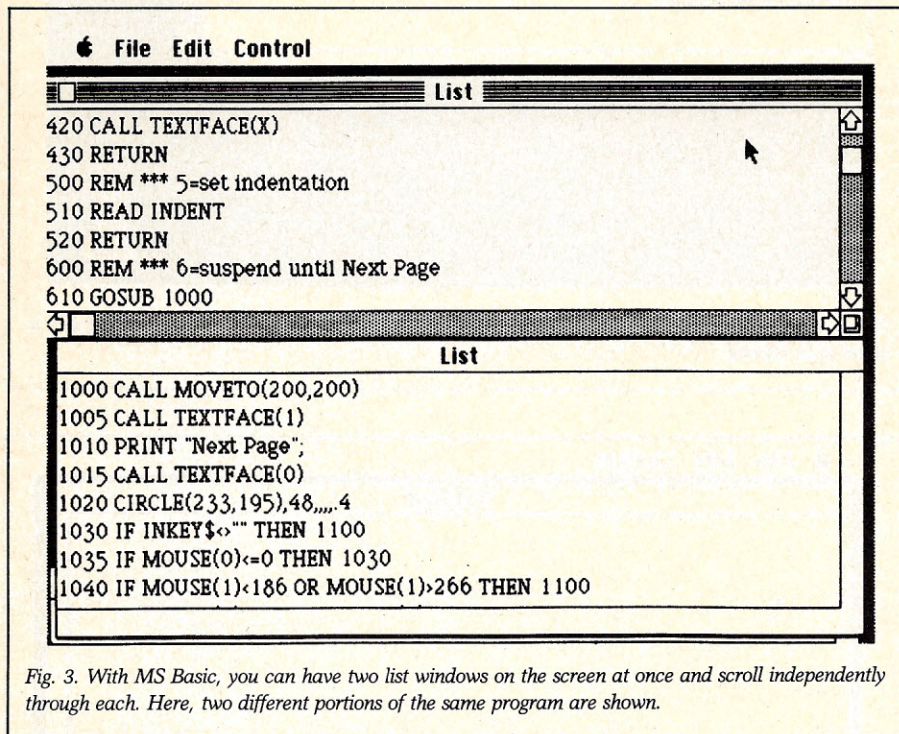 File Edit Control
List
420 CALL TEXTFACE(X)
430 RETURN
500 REM *** 5=set indentation
510 READ INDENT
520 RETURN
600 REM *** 6=suspend until Next Page
610 GOSUB 1000
List
1000 CALL MOVETO(200,200)
1005 CALL TEXTFACE(1)
1010 PRINT "Next Page";
1015 CALL TEXTFACE(0)
1020 CIRCLE(233,195),48,,,,.4
1030 IF INKEY$<>"" THEN 1100
1035 IF MOUSE(0)<=0 THEN 1030
1040 IF MOUSE(1)<186 OR MOUSE(1)>266 THEN 1100
Fig. 3. With MS Basic, you can have two list windows on the screen at once and scroll independently
through each. Here, two different portions of the same program are shown.